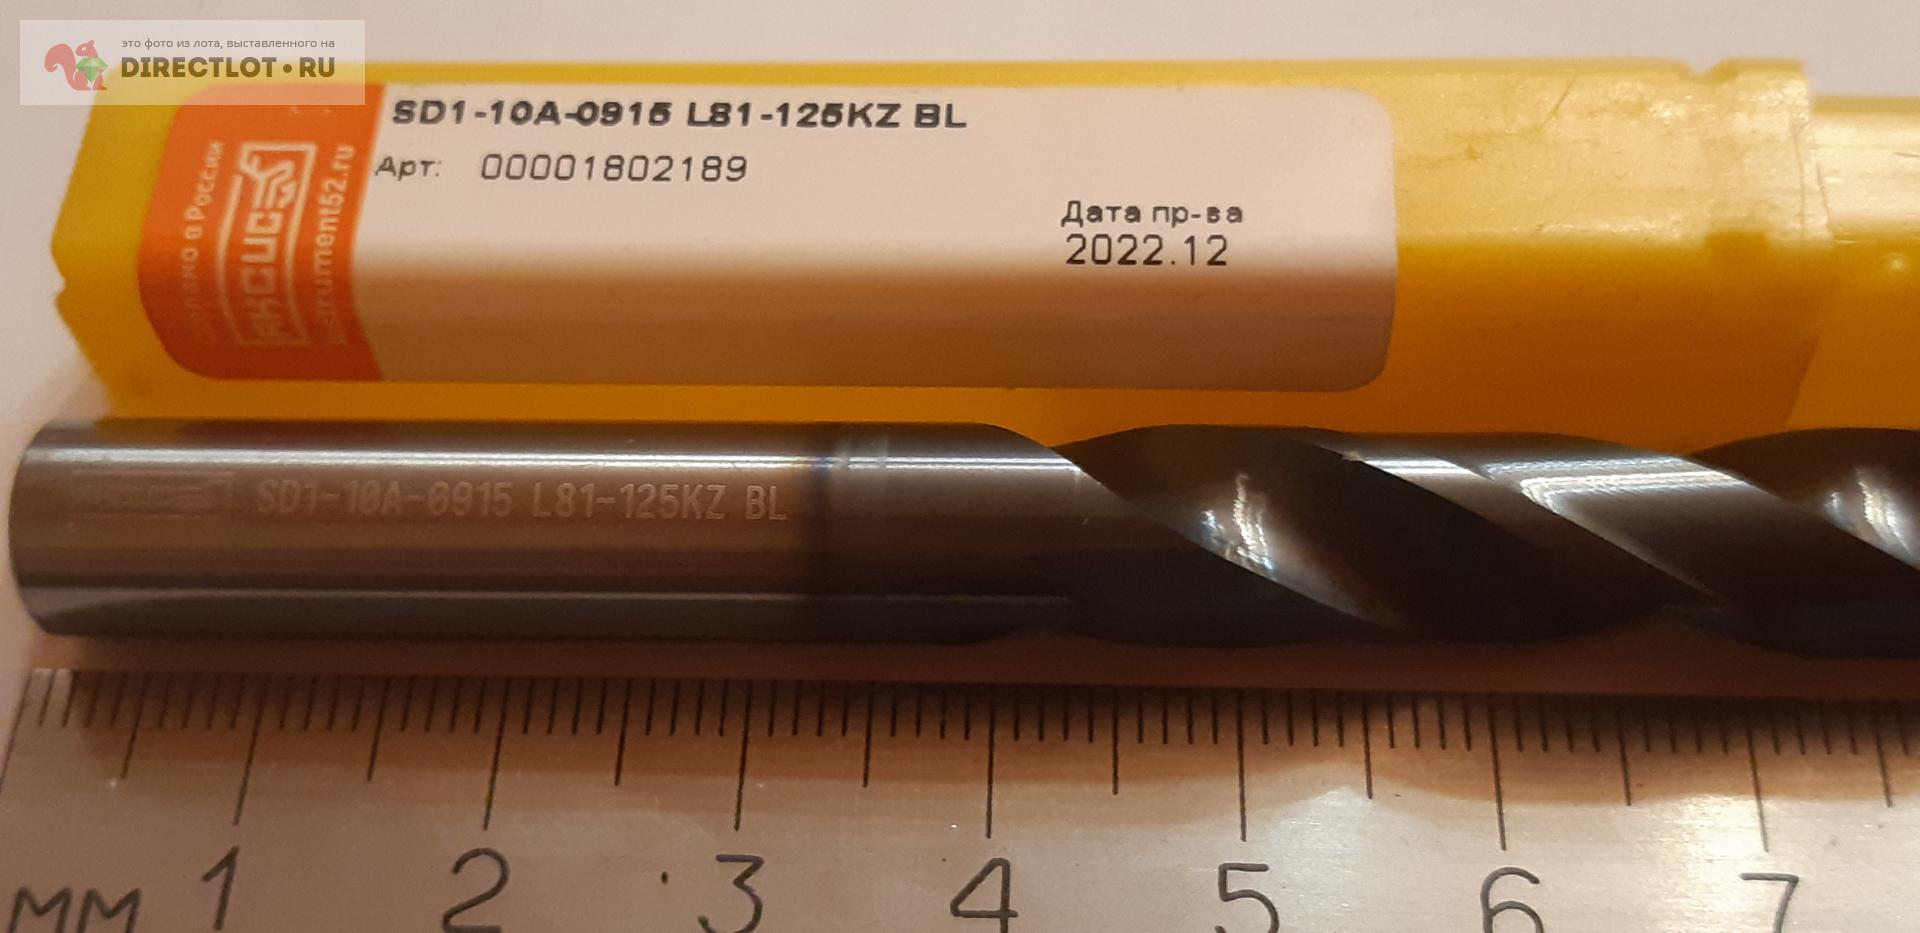 это фото из лота, выставленного на
DIRECTLOT•RU
SD1-10A-0915 L81-125KZ BL
Арт: 00001802189
Дата пр-ва
2022.12
сделано в России
АКСИС
instrument52.ru
SD1-10A-0915 L81-125KZ BL
мм 1 2 3 4 5 6 7